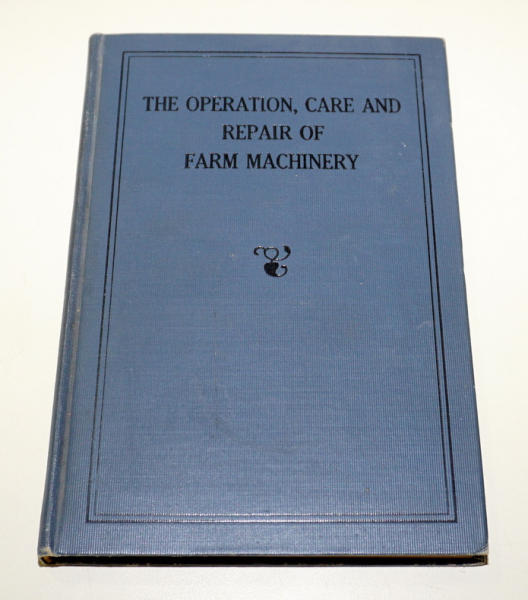 THE OPERATION, CARE AND
REPAIR OF
FARM MACHINERY